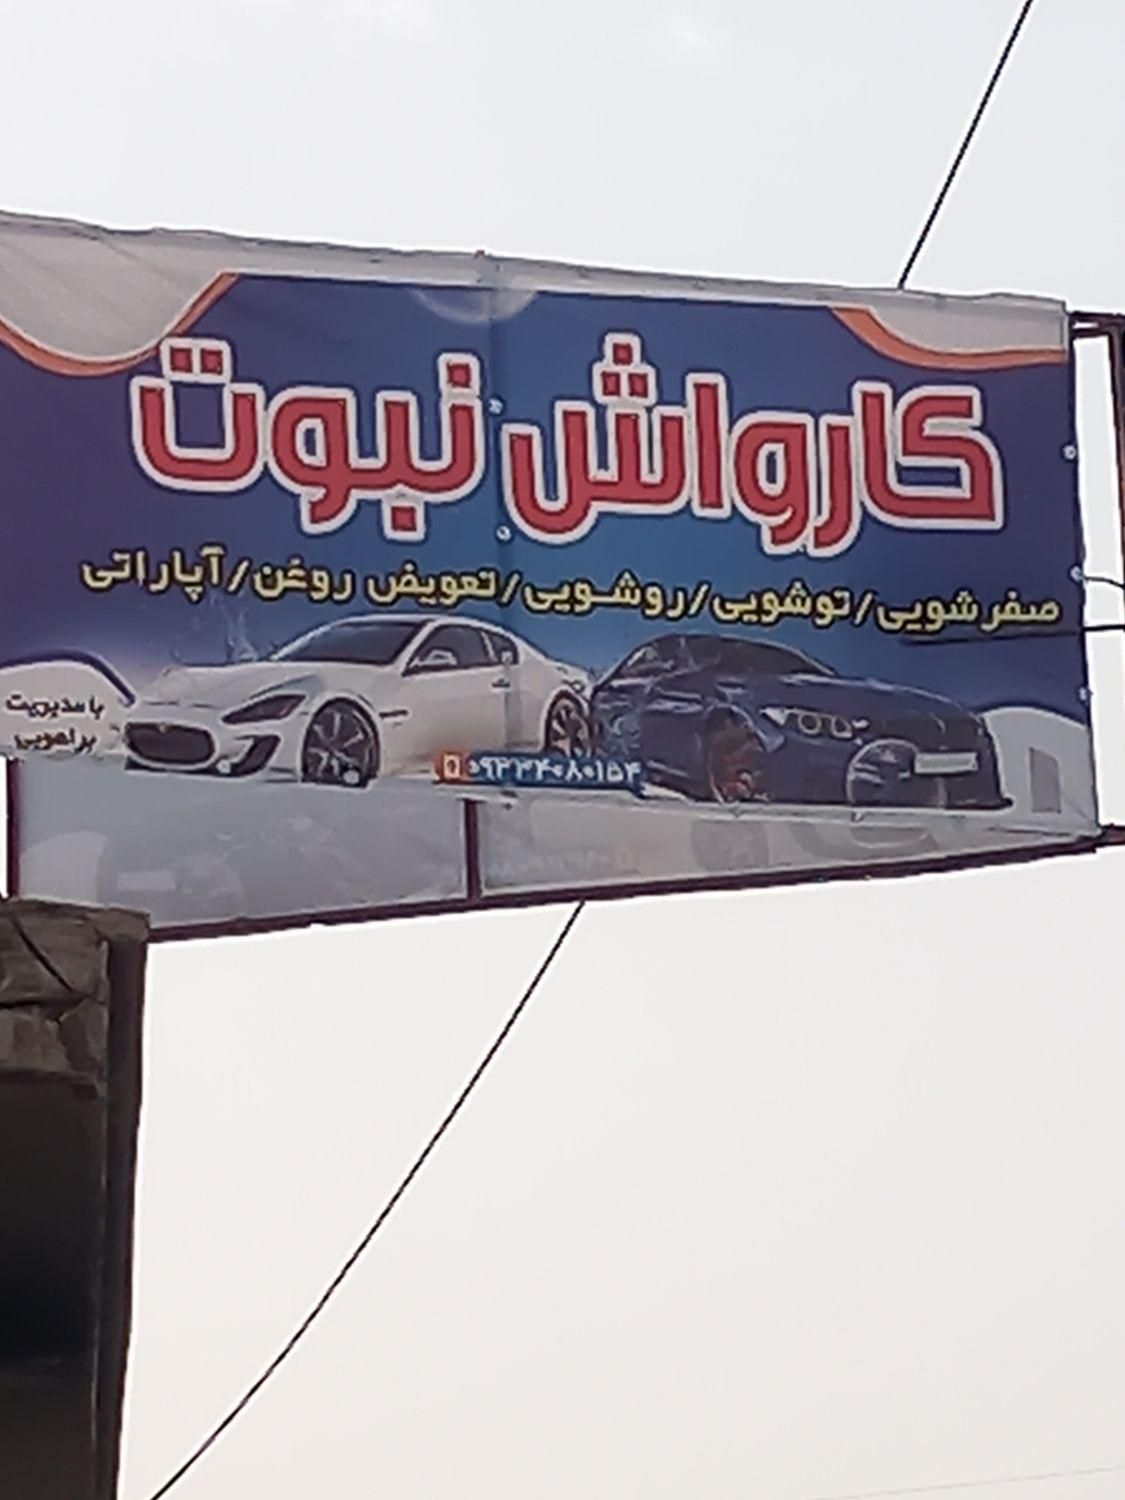 کارواش نبوت
صفرشویی/توشویی/روشویی/تعویض روغن/آپاراتی
با مدیریت
۰۹۳۳۴۰۸۰۱۵۴